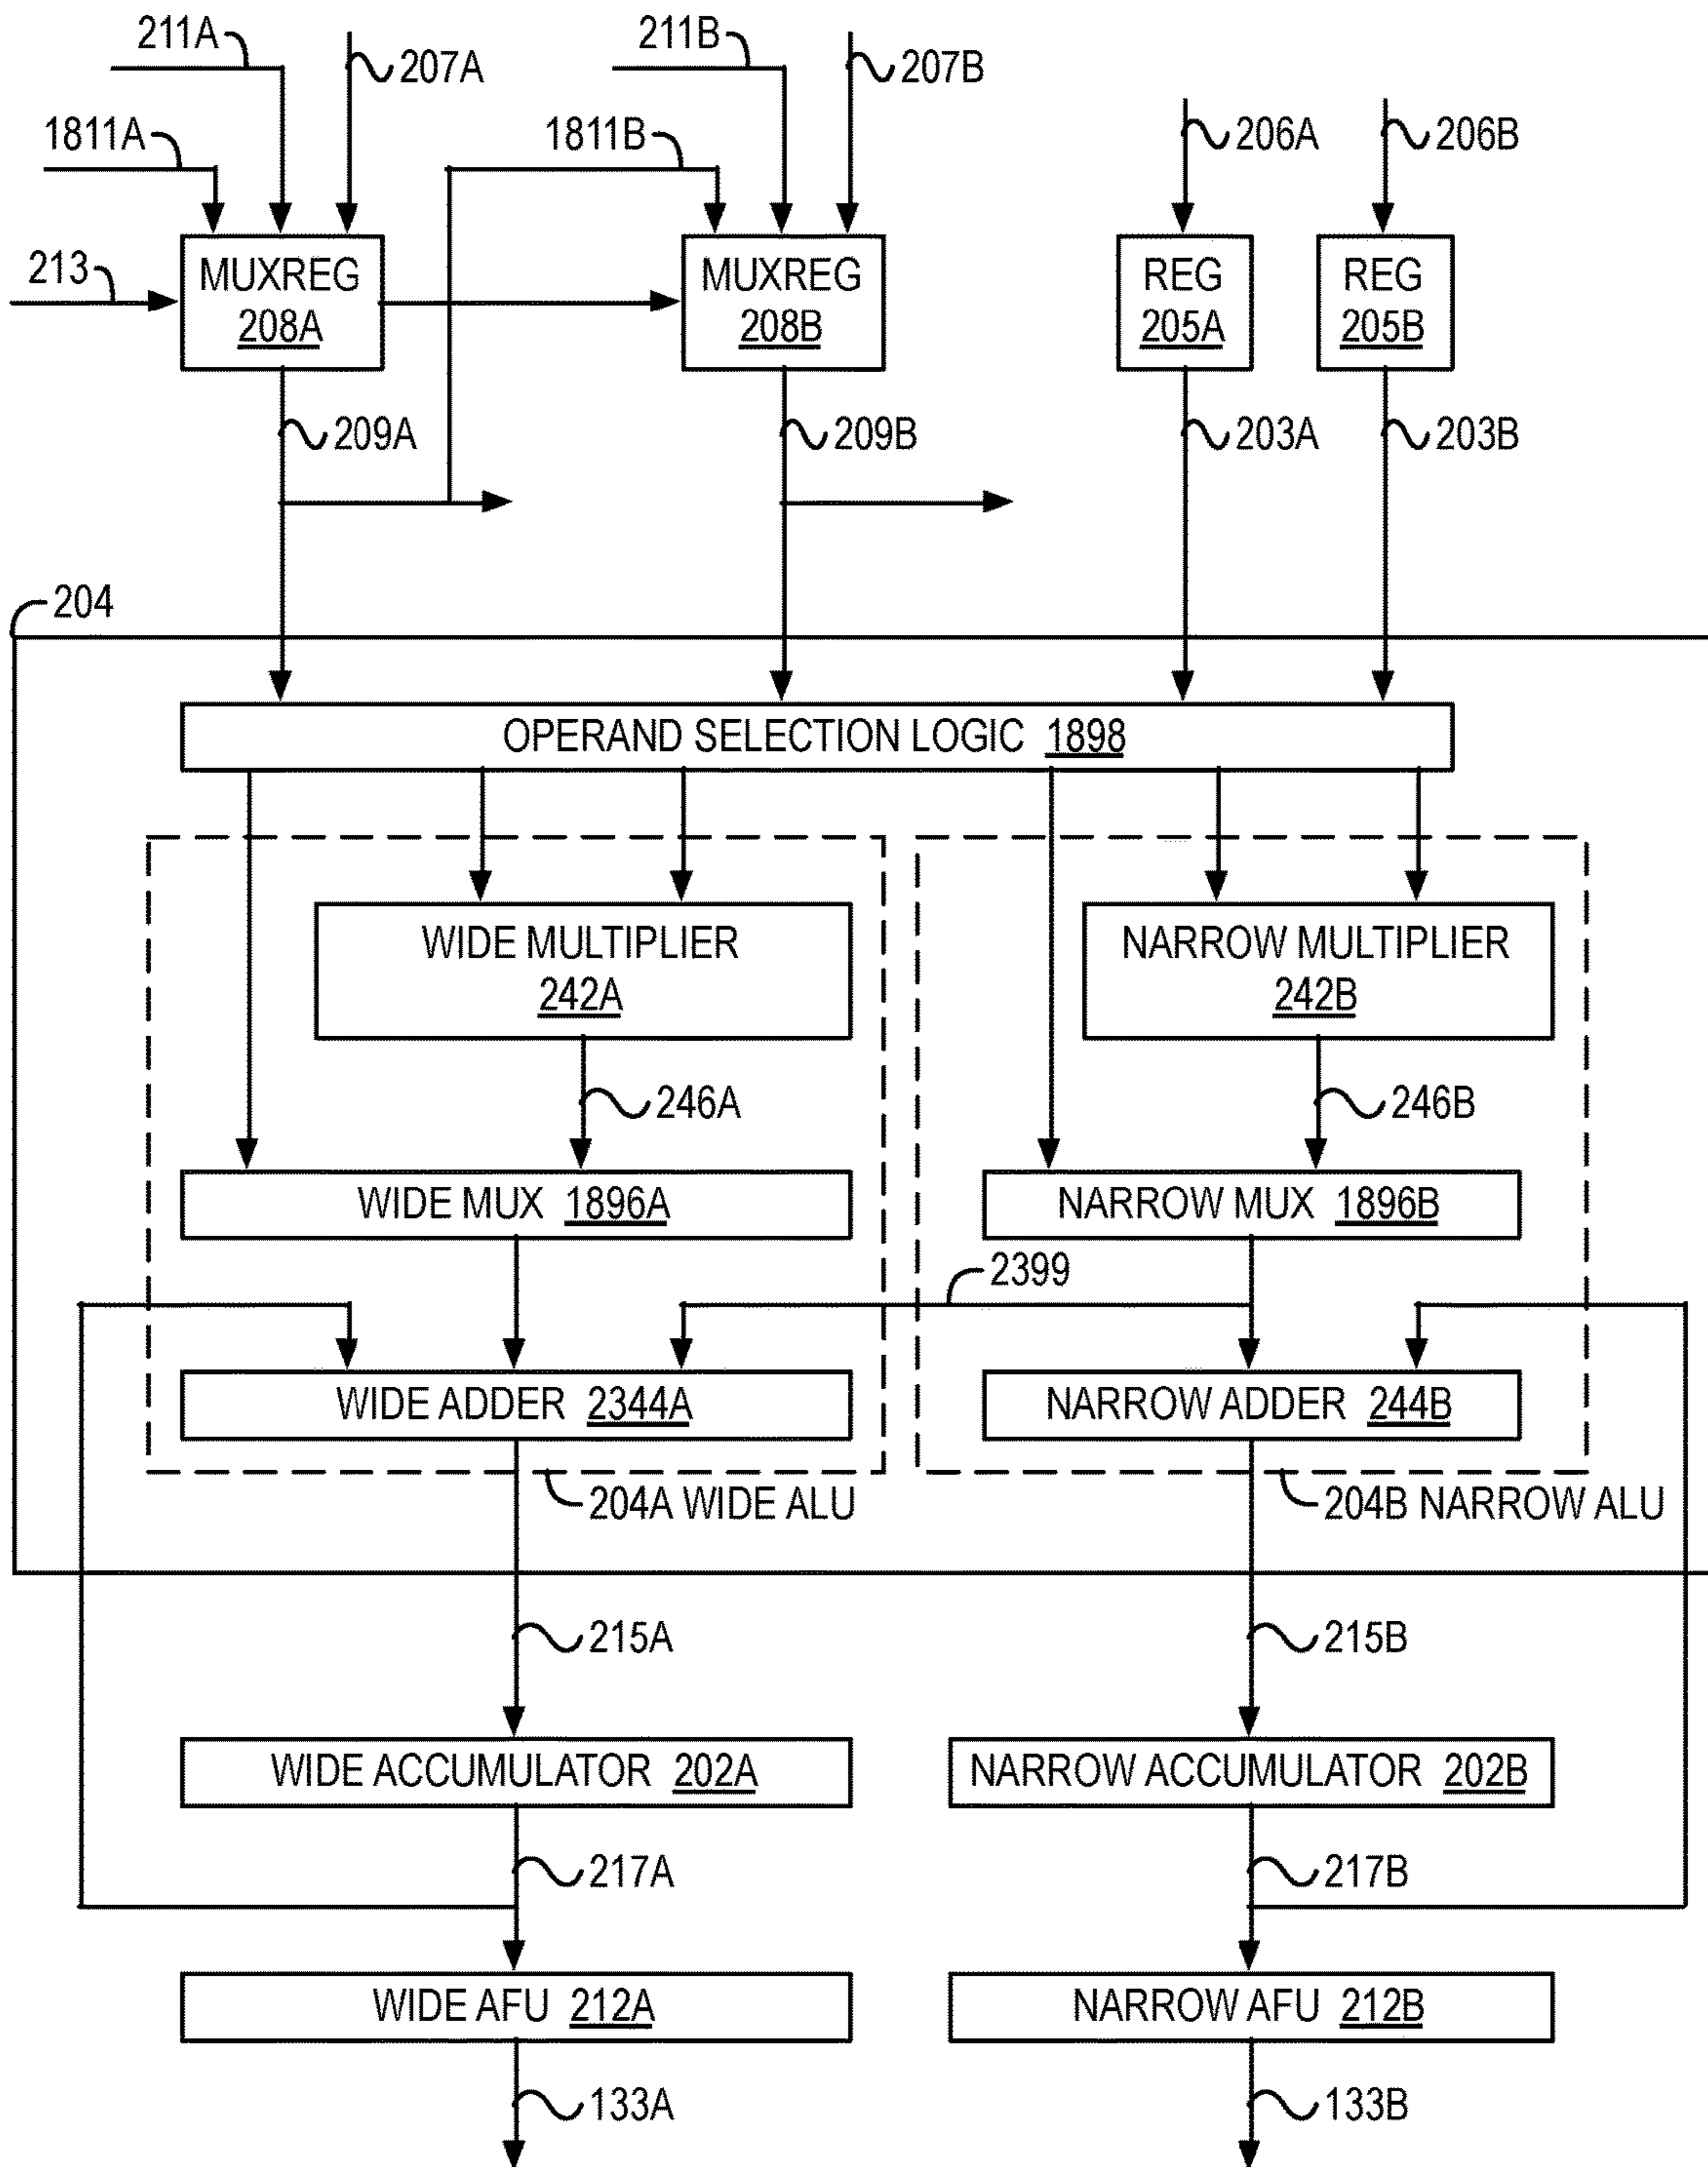 211A
207A
211B
207B
1811A
1811B
206A
206B
213
MUXREG
208A
MUXREG
208B
REG
205A
REG
205B
209A
209B
203A
203B
204
OPERAND SELECTION LOGIC 1898
WIDE MULTIPLIER
242A
NARROW MULTIPLIER
242B
246A
246B
WIDE MUX 1896A
NARROW MUX 1896B
2399
WIDE ADDER 2344A
NARROW ADDER 244B
204A WIDE ALU
204B NARROW ALU
215A
215B
WIDE ACCUMULATOR 202A
NARROW ACCUMULATOR 202B
217A
217B
WIDE AFU 212A
NARROW AFU 212B
133A
133B